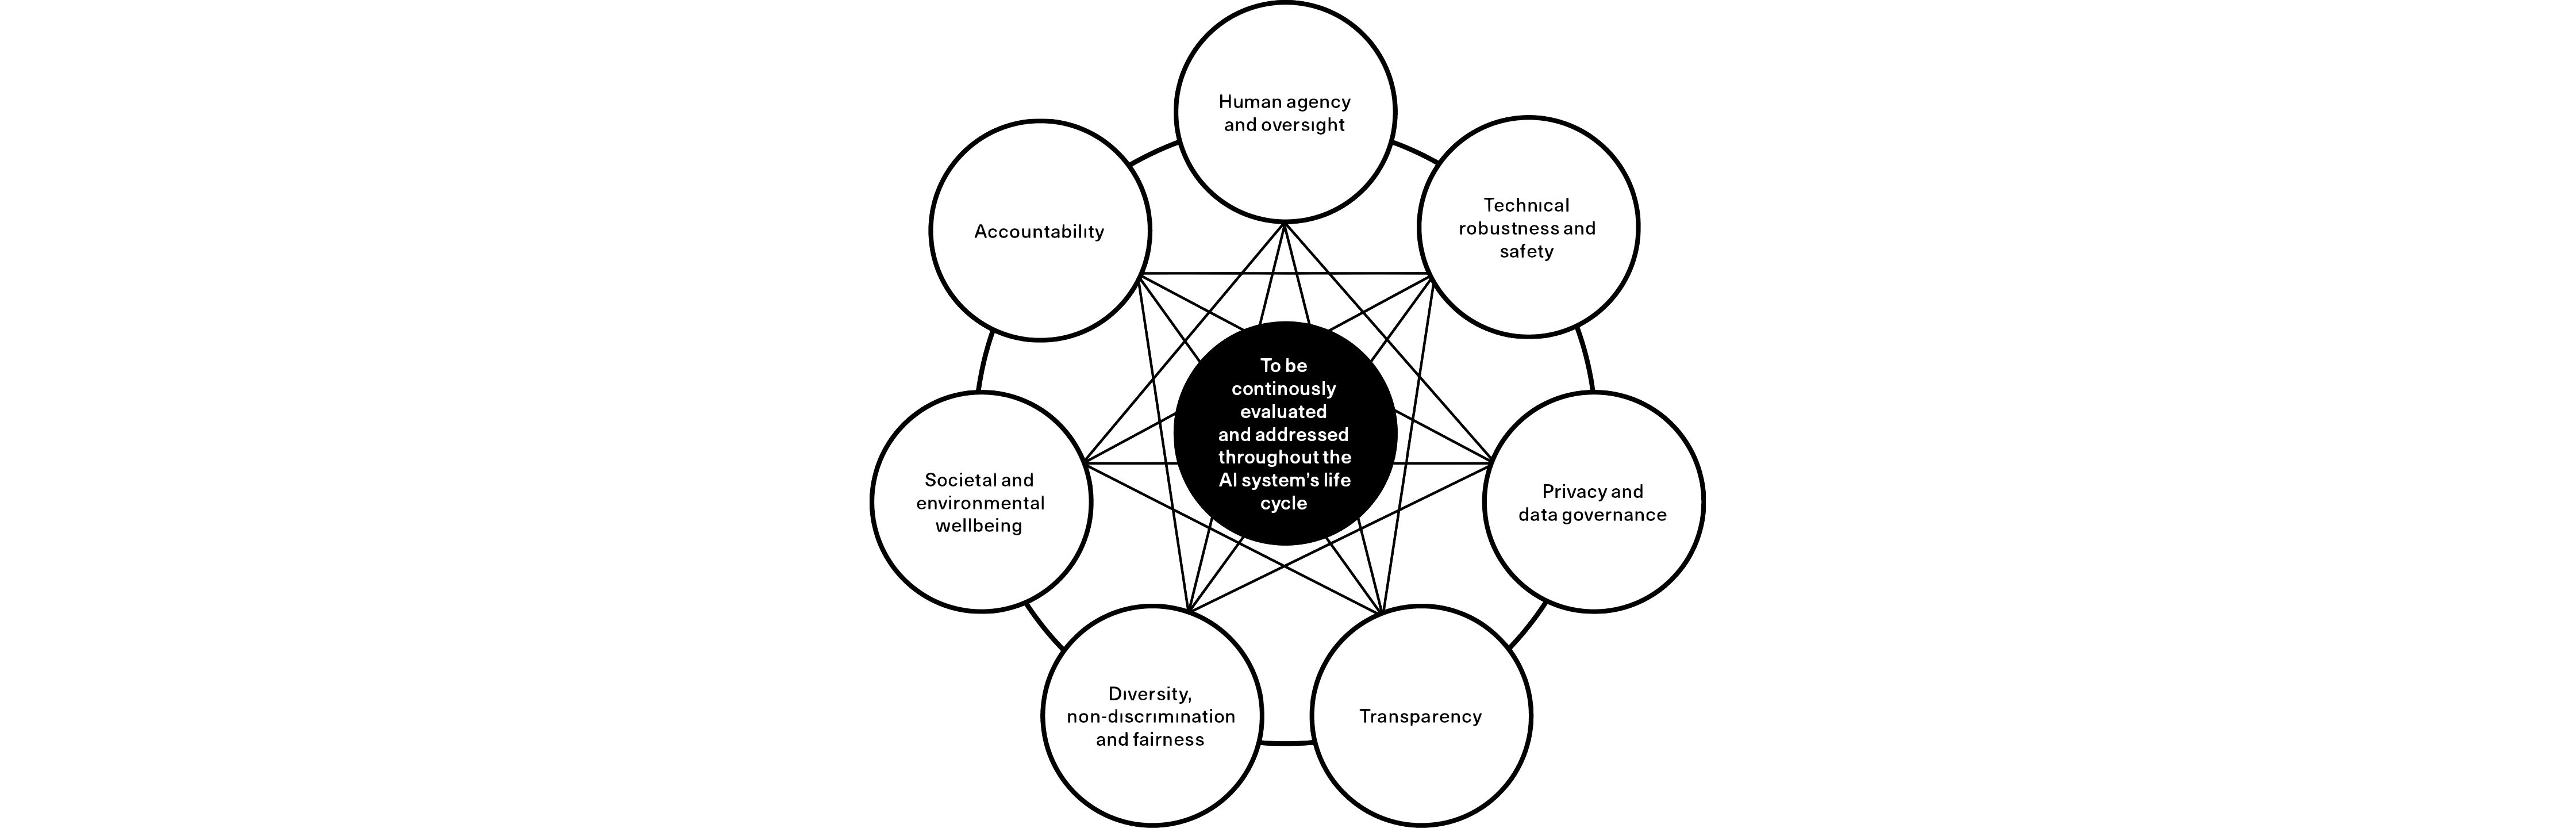 Human agency
and oversight
Technical
robustness and
safety
Privacy and
data governance
Transparency
Diversity,
non-discrimination
and fairness
Societal and
environmental
wellbeing
Accountability
To be
continously
evaluated
and addressed
throughout the
AI system's life
cycle